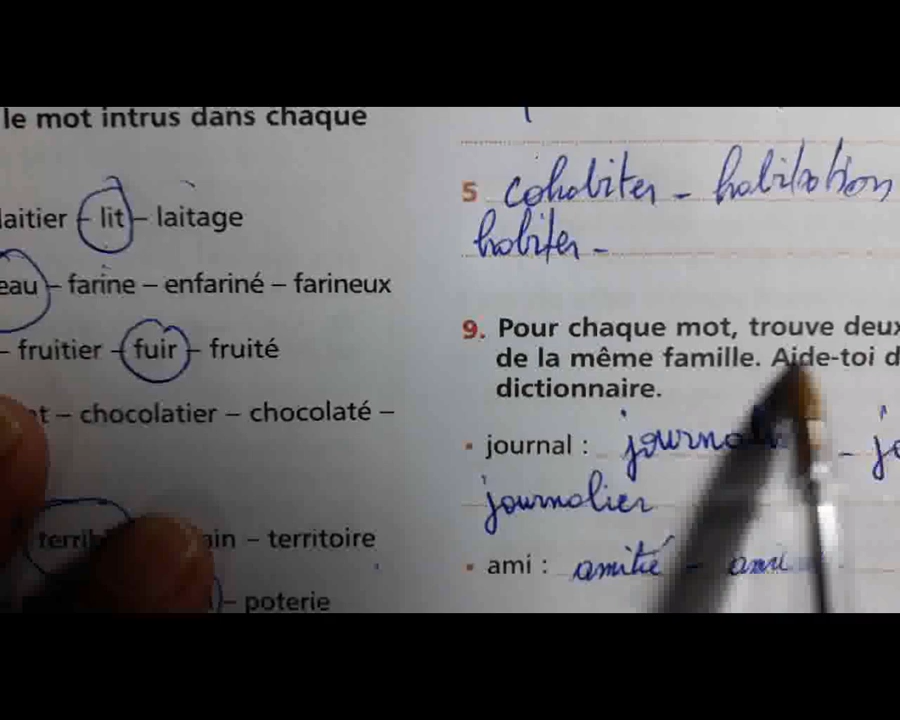 le mot intrus dans chaque
laitier – lit – laitage
eau – farine – enfariné – farineux
– fruitier – fuir – fruité
t – chocolatier – chocolaté –
– territoire
– poterie
5 cohabiter - habitation
habiter -
9. Pour chaque mot, trouve deux
de la même famille. Aide-toi d
dictionnaire.
• journal :
journalier
• ami : amitié - ami